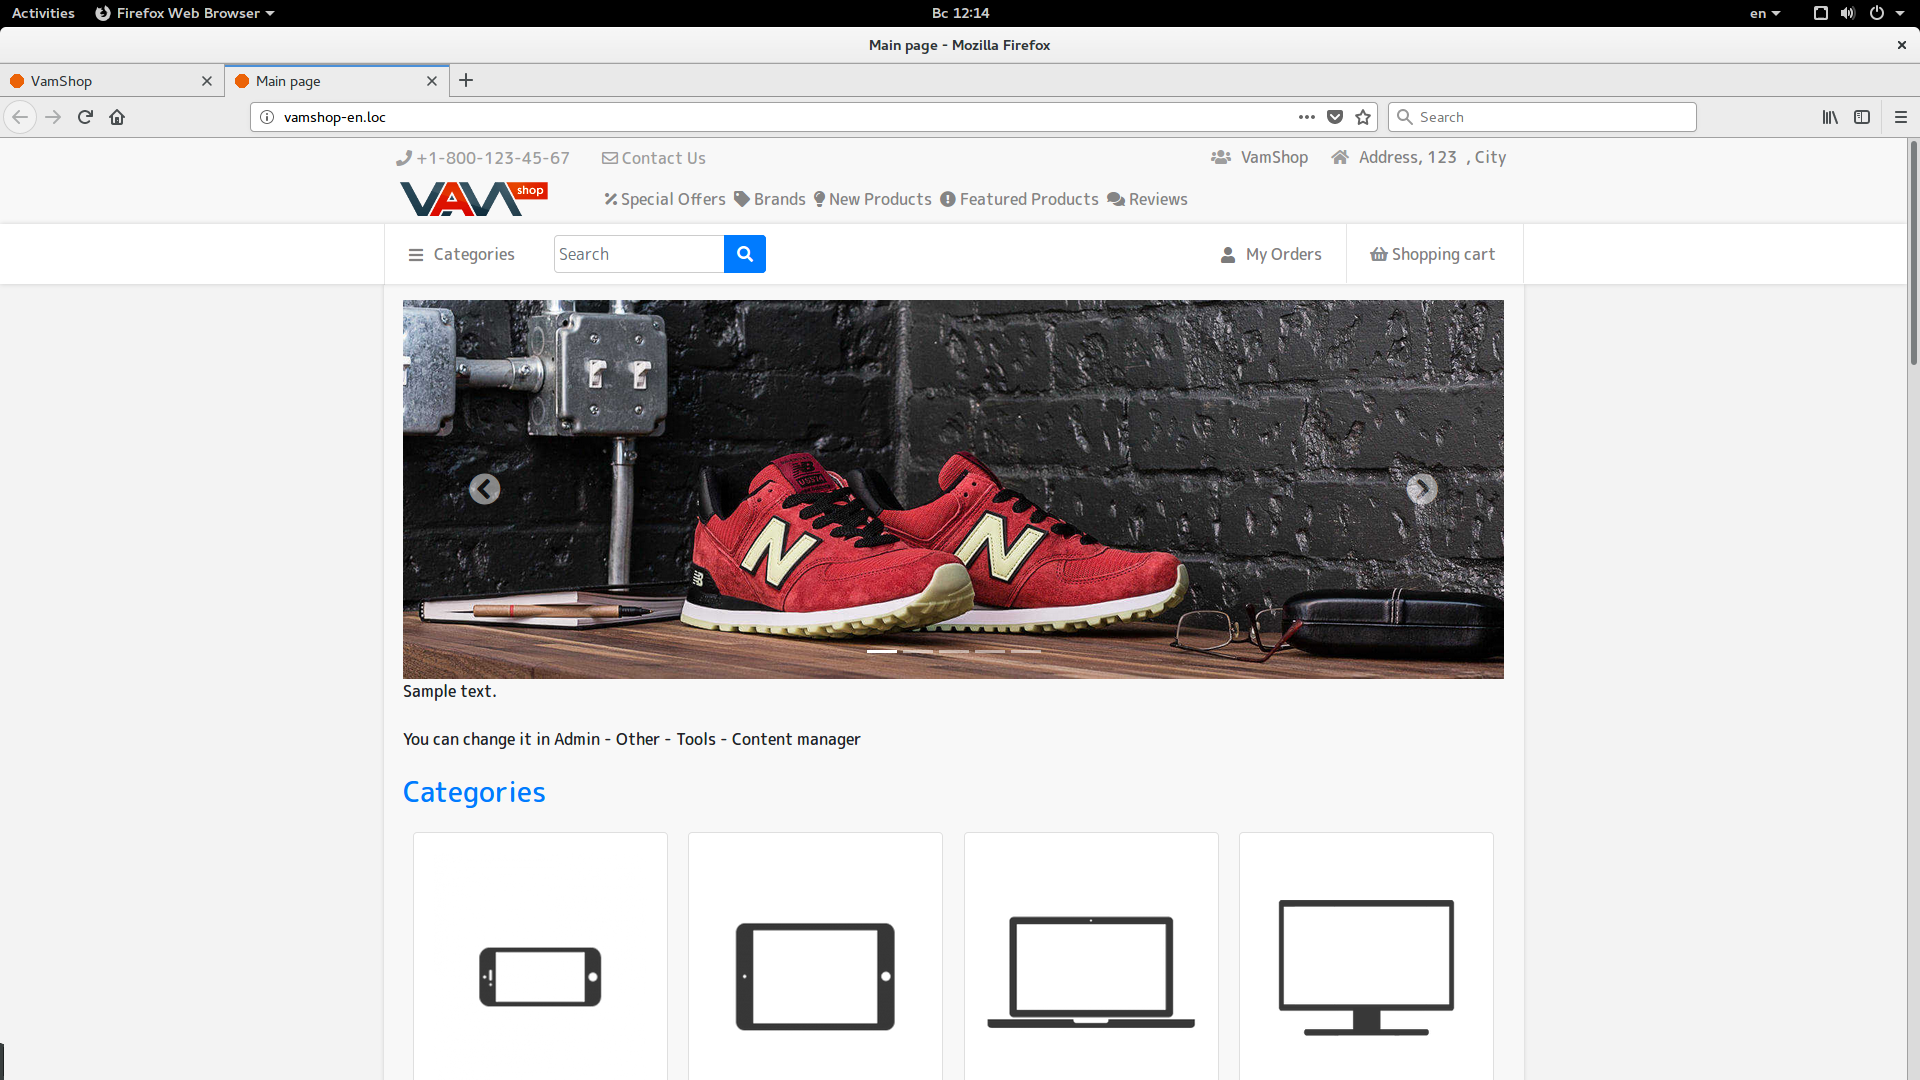 Activities Firefox Web Browser Вс 12:14 en
Main page - Mozilla Firefox
VamShop Main page
vamshop-en.loc Search
+1-800-123-45-67 Contact Us VamShop Address, 123 , City
VAM shop Special Offers Brands New Products Featured Products Reviews
Categories Search My Orders Shopping cart
NB
US574
N N
NB
Sample text.
You can change it in Admin - Other - Tools - Content manager
Categories